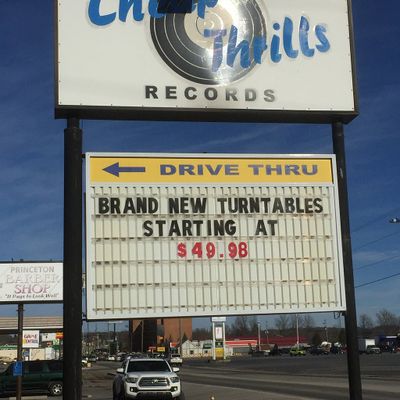 Cheap
Thrills
RECORDS
DRIVE THRU
BRAND NEW TURNTABLES
STARTING AT
$49.98
PRINCETON
BARBER
SHOP
"It Pays to Look Well"